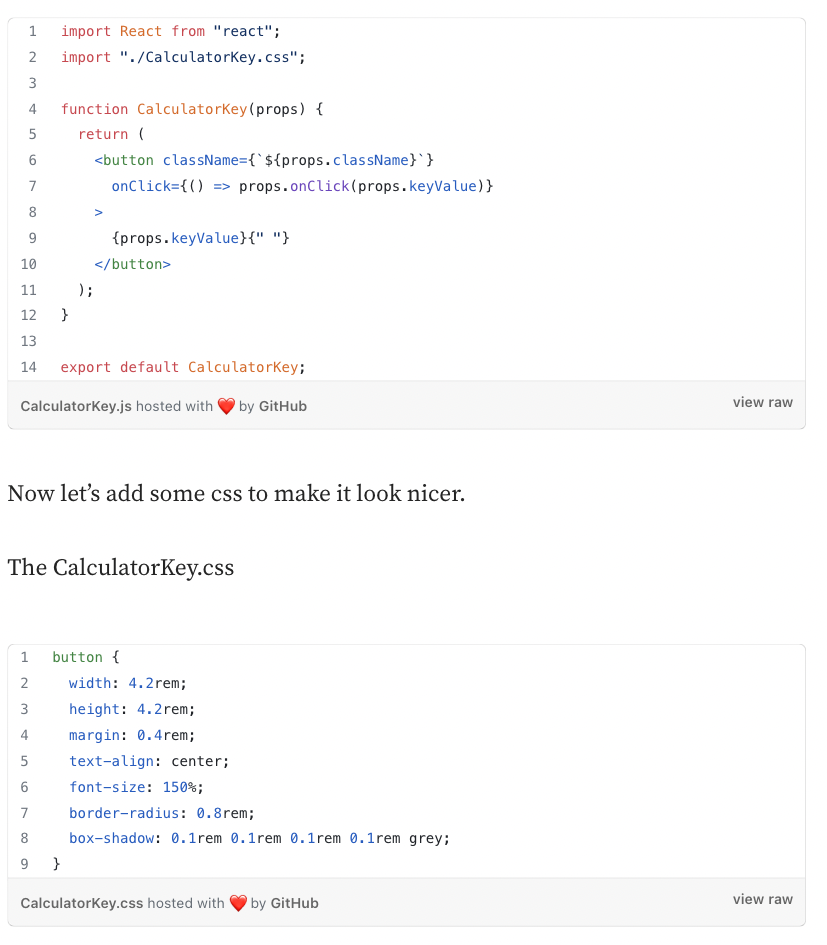 1 import React from "react";
2 import "./CalculatorKey.css";
3
4 function CalculatorKey(props) {
5   return (
6     <button className={`${props.className}`}
7       onClick={() => props.onClick(props.keyValue)}
8     >
9       {props.keyValue}{" "}
10     </button>
11   );
12 }
13
14 export default CalculatorKey;
CalculatorKey.js hosted with ❤ by GitHub view raw
Now let’s add some css to make it look nicer.
The CalculatorKey.css
1 button {
2   width: 4.2rem;
3   height: 4.2rem;
4   margin: 0.4rem;
5   text-align: center;
6   font-size: 150%;
7   border-radius: 0.8rem;
8   box-shadow: 0.1rem 0.1rem 0.1rem 0.1rem grey;
9 }
CalculatorKey.css hosted with ❤ by GitHub view raw